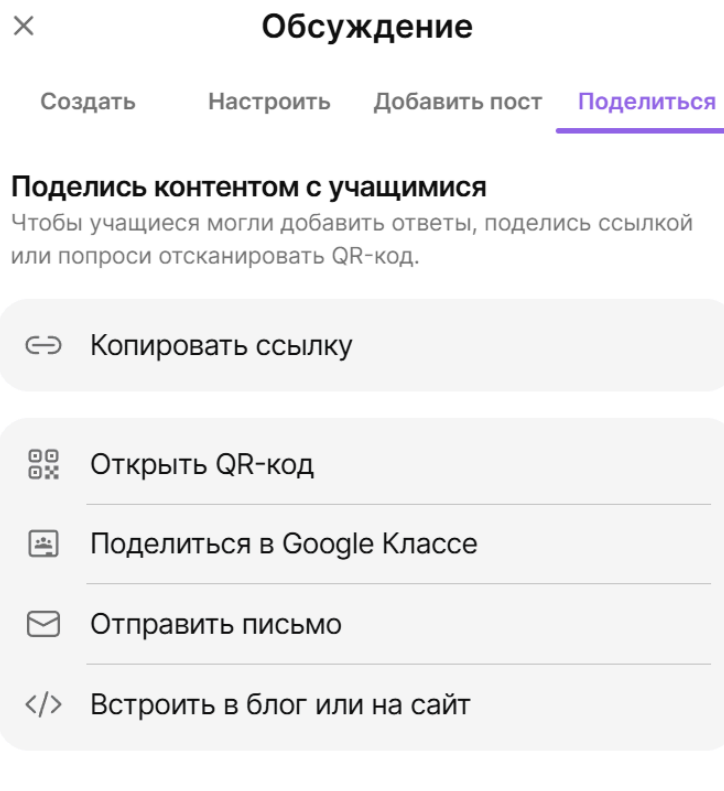 Обсуждение
Создать Настроить Добавить пост Поделиться
Поделись контентом с учащимися
Чтобы учащиеся могли добавить ответы, поделись ссылкой
или попроси отсканировать QR-код.
Копировать ссылку
Открыть QR-код
Поделиться в Google Классе
Отправить письмо
Встроить в блог или на сайт